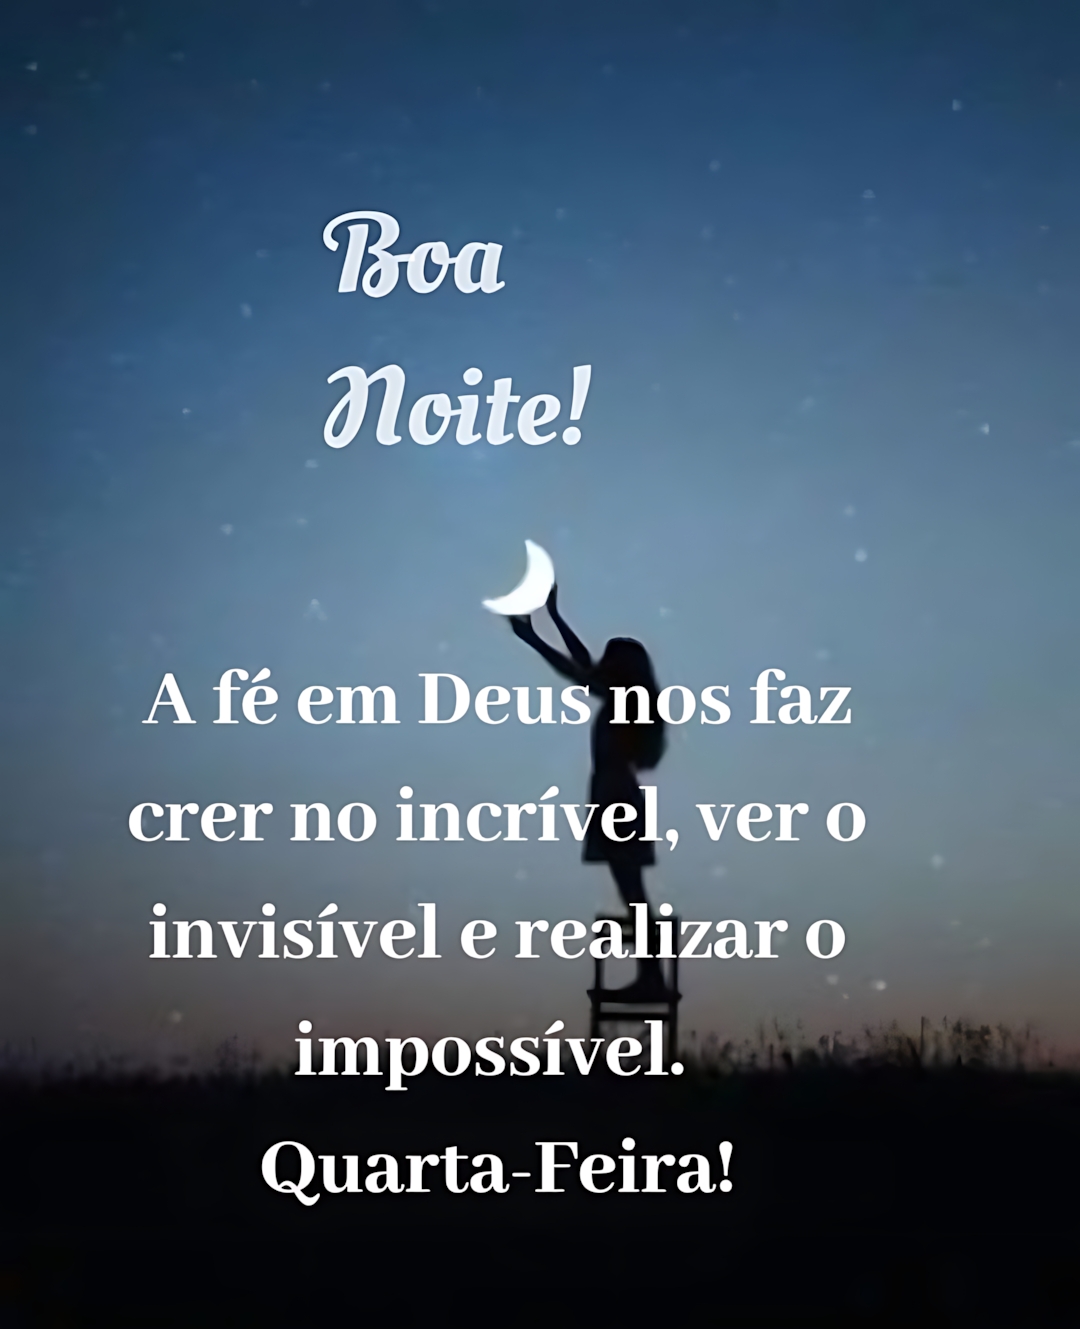 Boa
Noite!
A fé em Deus nos faz
crer no incrível, ver o
invisível e realizar o
impossível.
Quarta-Feira!